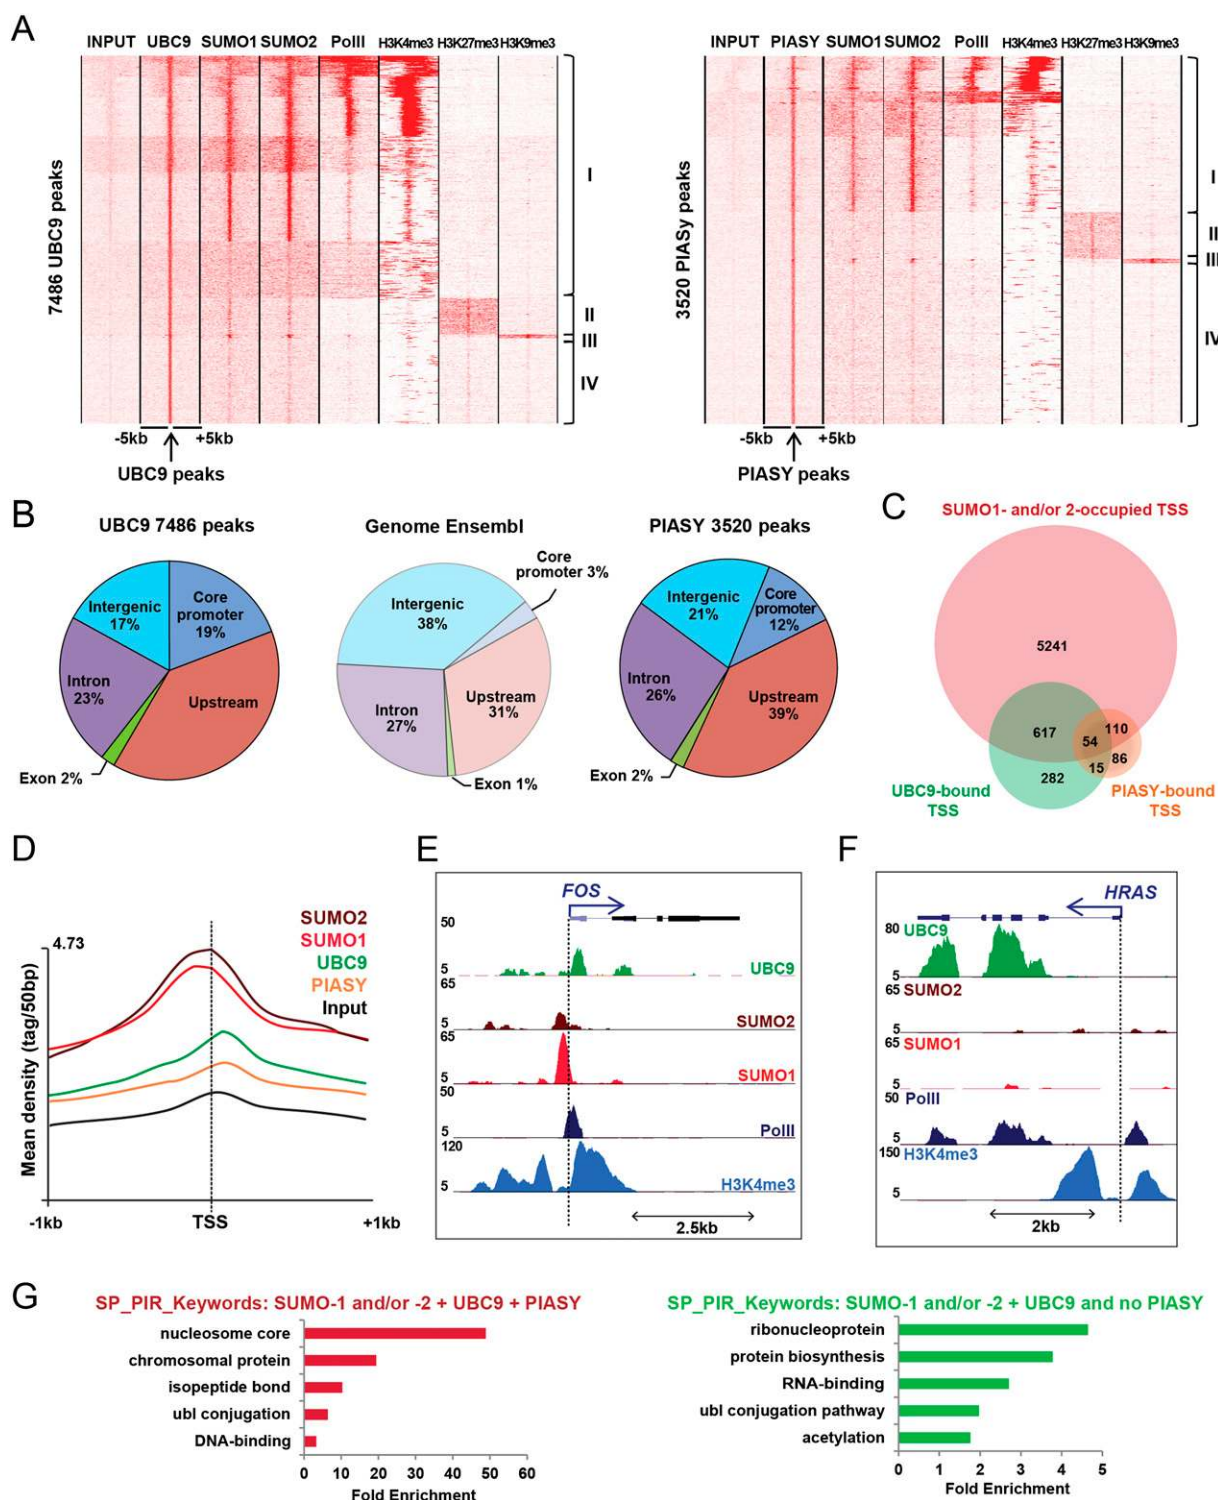 A
INPUT UBC9 SUMO1 SUMO2 PolII H3K4me3 H3K27me3 H3K9me3
7486 UBC9 peaks
I
II
III
IV
-5kb +5kb
UBC9 peaks
INPUT PIASY SUMO1 SUMO2 PolII H3K4me3 H3K27me3 H3K9me3
3520 PIASy peaks
I
II
III
IV
-5kb +5kb
PIASY peaks
B
UBC9 7486 peaks
Intergenic
17%
Core
promoter
19%
Intron
23%
Upstream
Exon 2%
Genome Ensembl
Core
promoter 3%
Intergenic
38%
Intron
27%
Upstream
31%
Exon 1%
PIASY 3520 peaks
Intergenic
21%
Core
promoter
12%
Intron
26%
Upstream
39%
Exon 2%
C
SUMO1- and/or 2-occupied TSS
5241
617
54
110
15
86
282
UBC9-bound
TSS
PIASY-bound
TSS
D
SUMO2
SUMO1
UBC9
PIASY
Input
4.73
Mean density (tag/50bp)
-1kb TSS +1kb
E
FOS
50
5
UBC9
65
5
SUMO2
65
5
SUMO1
50
5
PolII
120
5
H3K4me3
2.5kb
F
HRAS
80
UBC9
5
65
SUMO2
5
65
SUMO1
5
50
PolII
5
150
H3K4me3
5
2kb
G
SP_PIR_Keywords: SUMO-1 and/or -2 + UBC9 + PIASY
nucleosome core
chromosomal protein
isopeptide bond
ubl conjugation
DNA-binding
0 10 20 30 40 50 60
Fold Enrichment
SP_PIR_Keywords: SUMO-1 and/or -2 + UBC9 and no PIASY
ribonucleoprotein
protein biosynthesis
RNA-binding
ubl conjugation pathway
acetylation
0 1 2 3 4 5
Fold Enrichment